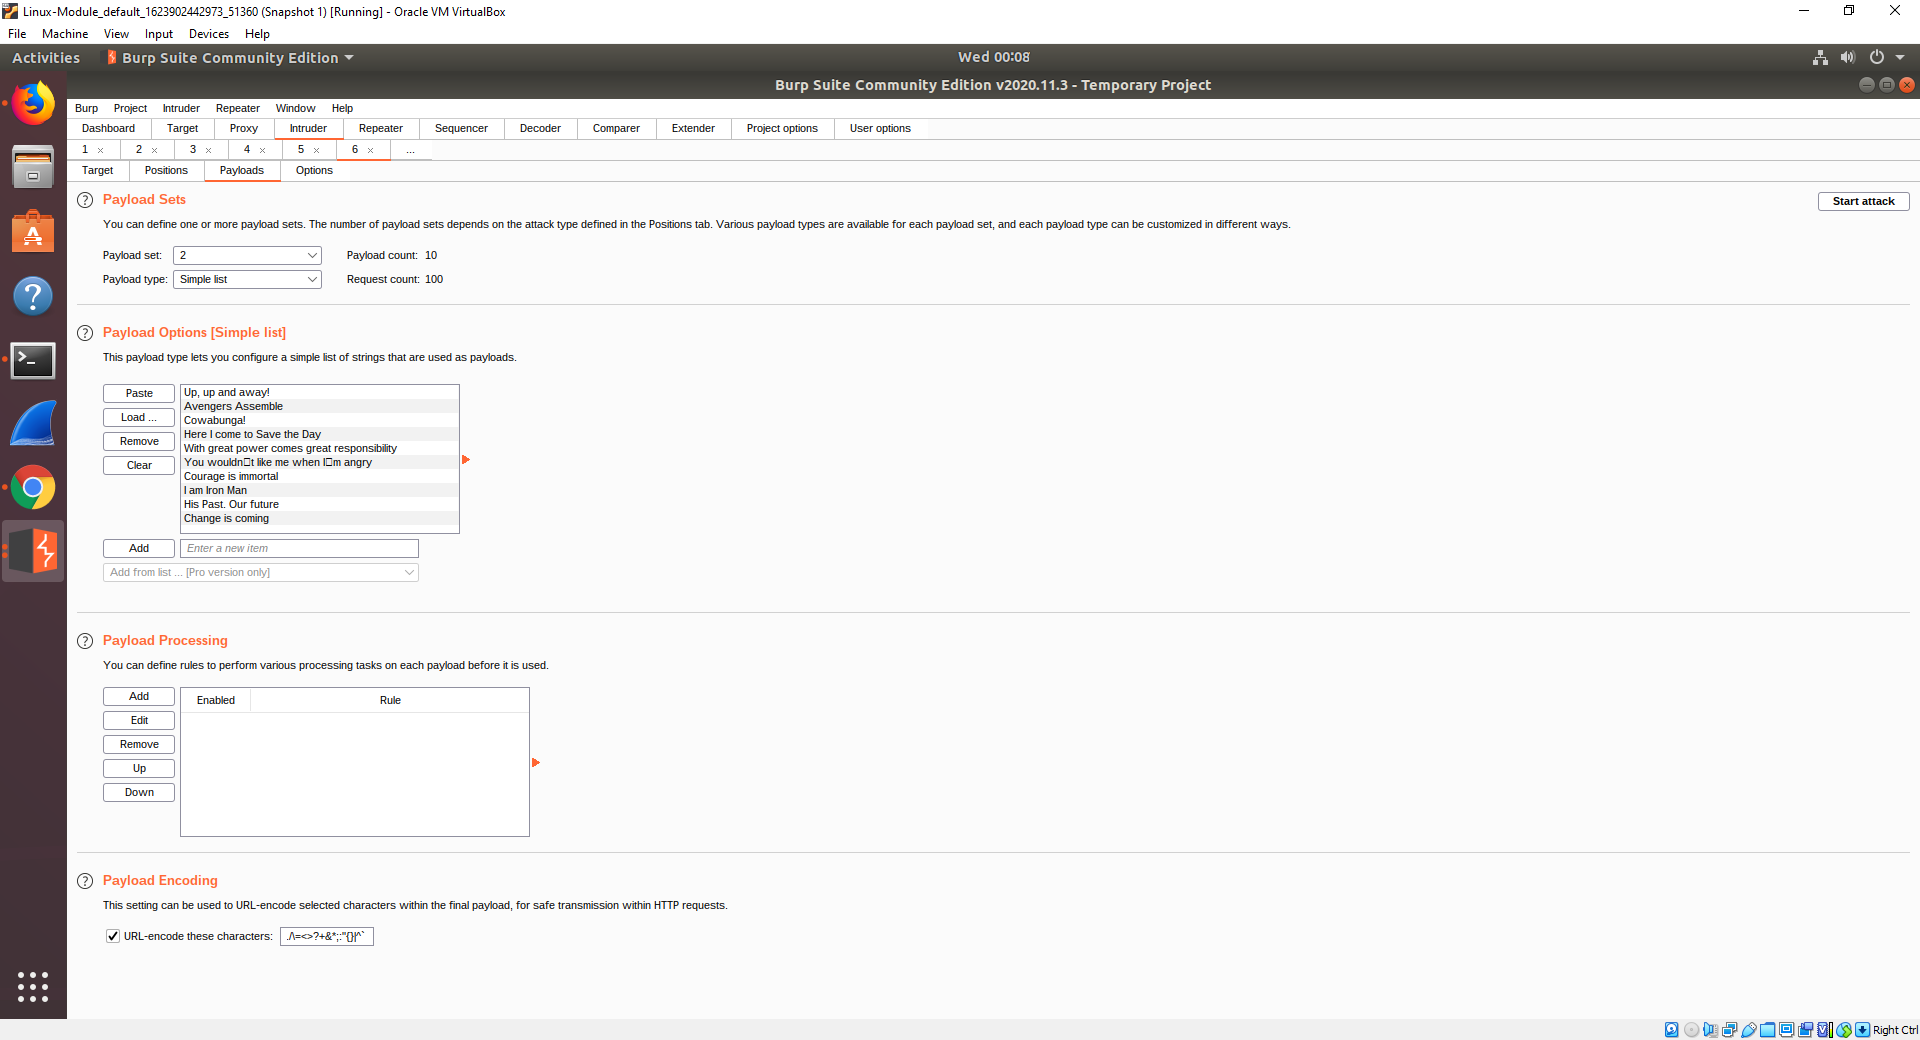 Linux-Module_default_1623902442973_51360 (Snapshot 1) [Running] - Oracle VM VirtualBox
File Machine View Input Devices Help
Activities Burp Suite Community Edition Wed 00:08
Burp Suite Community Edition v2020.11.3 - Temporary Project
Burp Project Intruder Repeater Window Help
Dashboard Target Proxy Intruder Repeater Sequencer Decoder Comparer Extender Project options User options
1 × 2 × 3 × 4 × 5 × 6 × ...
Target Positions Payloads Options
? Payload Sets
Start attack
You can define one or more payload sets. The number of payload sets depends on the attack type defined in the Positions tab. Various payload types are available for each payload set, and each payload type can be customized in different ways.
Payload set: 2 Payload count: 10
Payload type: Simple list Request count: 100
? Payload Options [Simple list]
This payload type lets you configure a simple list of strings that are used as payloads.
Paste
Load ...
Remove
Clear
Up, up and away!
Avengers Assemble
Cowabunga!
Here I come to Save the Day
With great power comes great responsibility
You wouldn□t like me when I□m angry
Courage is immortal
I am Iron Man
His Past. Our future
Change is coming
Add Enter a new item
Add from list ... [Pro version only]
? Payload Processing
You can define rules to perform various processing tasks on each payload before it is used.
Add
Edit
Remove
Up
Down
Enabled Rule
? Payload Encoding
This setting can be used to URL-encode selected characters within the final payload, for safe transmission within HTTP requests.
URL-encode these characters: ./\=<>?+&*;:"{}|^`
Right Ctrl